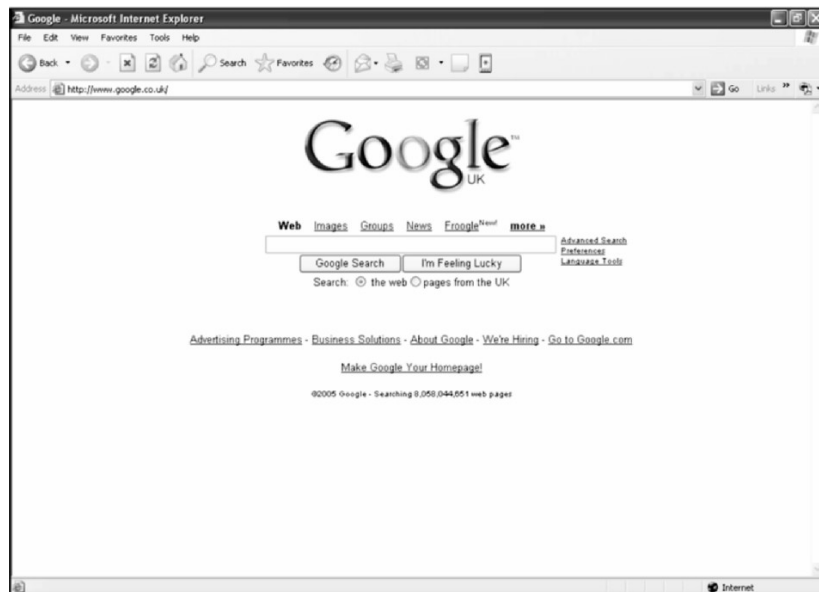 Google - Microsoft Internet Explorer
File Edit View Favorites Tools Help
Back Search Favorites
Address http://www.google.co.uk/ Go Links »
Google™
UK
Web Images Groups News Froogle New! more »
Advanced Search
Preferences
Language Tools
Google Search I'm Feeling Lucky
Search: the web pages from the UK
Advertising Programmes - Business Solutions - About Google - We're Hiring - Go to Google.com
Make Google Your Homepage!
©2005 Google - Searching 8,058,044,651 web pages
Internet